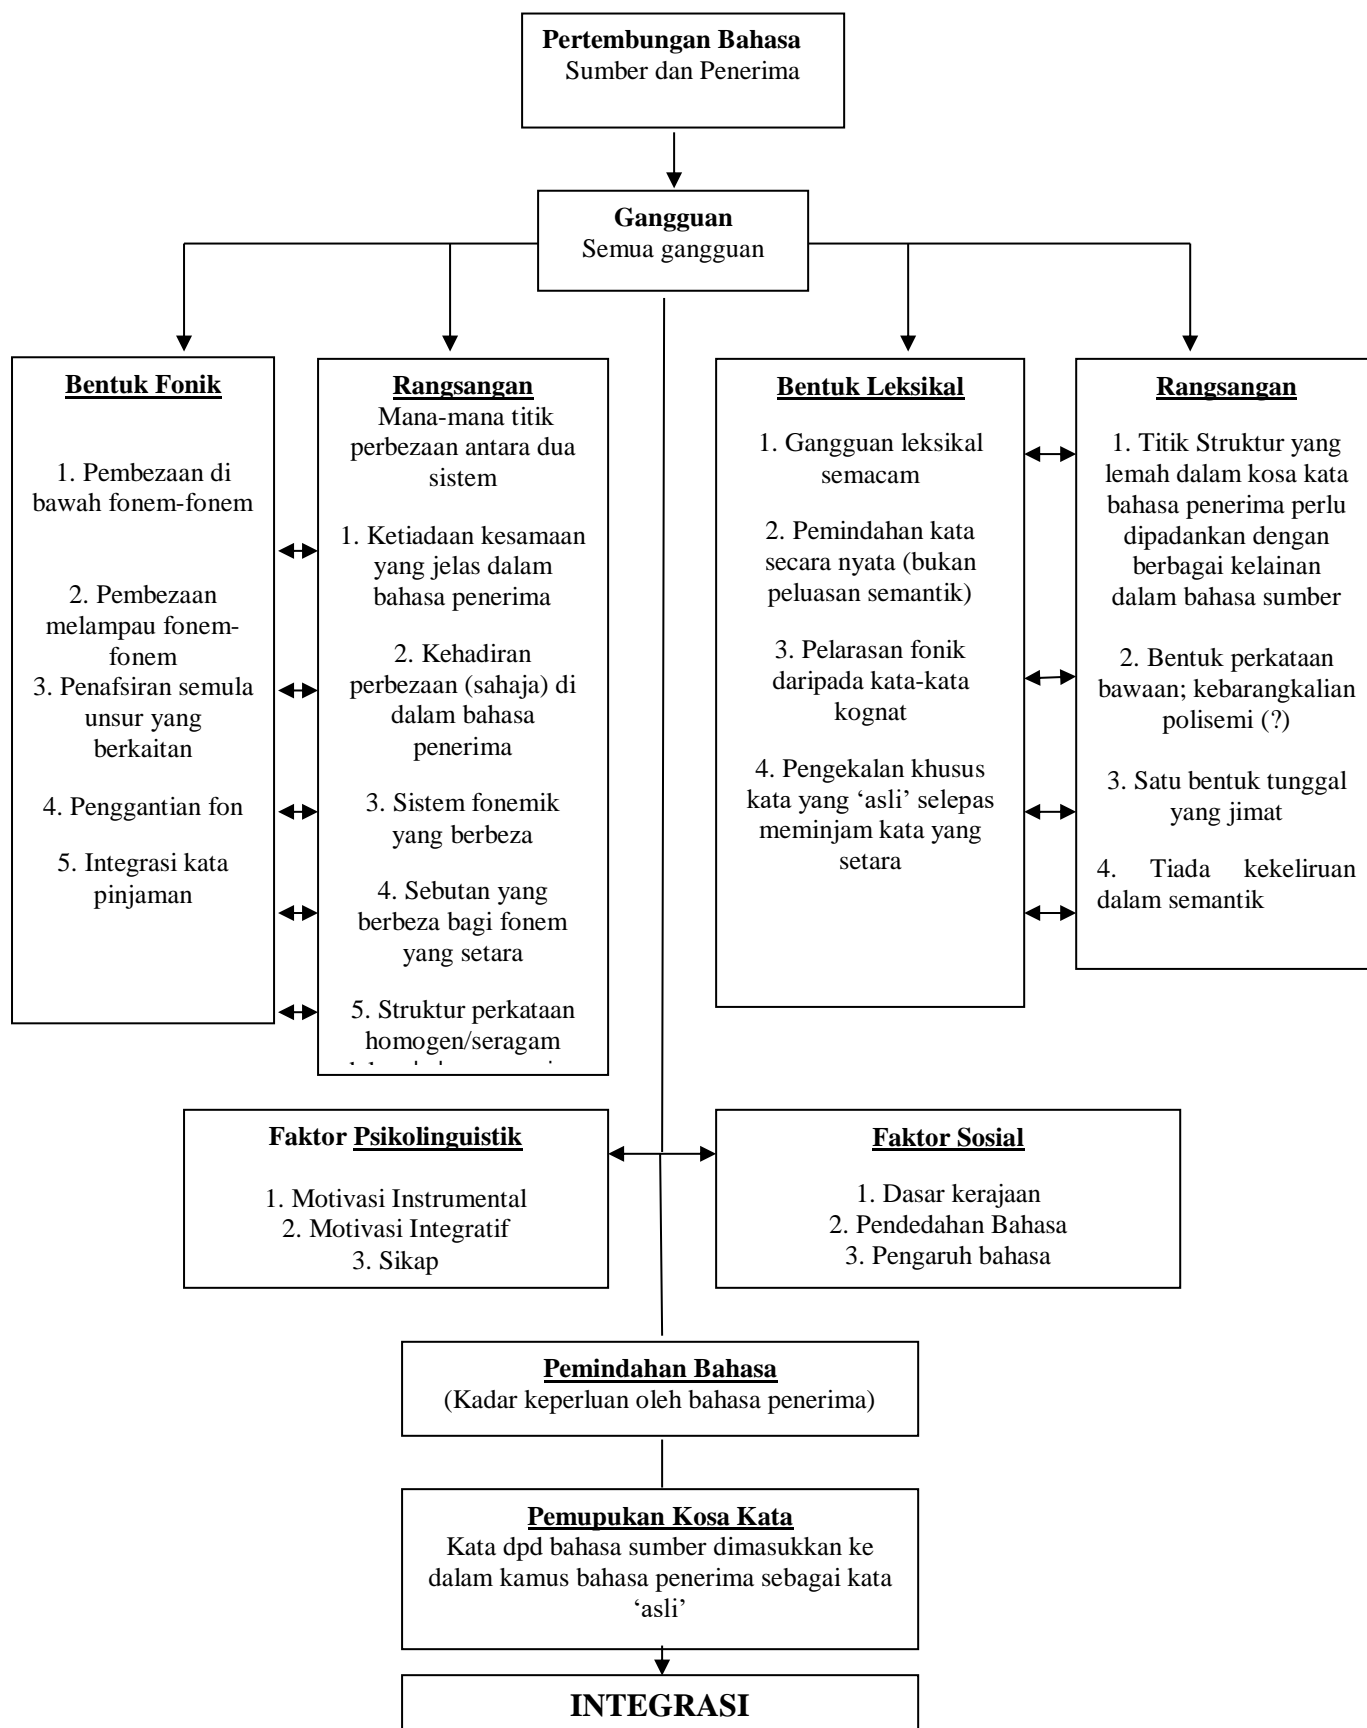 Pertembungan Bahasa
Sumber dan Penerima
Gangguan
Semua gangguan
Bentuk Fonik
1. Pembezaan di
bawah fonem-fonem
2. Pembezaan
melampau fonem-
fonem
3. Penafsiran semula
unsur yang
berkaitan
4. Penggantian fon
5. Integrasi kata
pinjaman
Rangsangan
Mana-mana titik
perbezaan antara dua
sistem
1. Ketiadaan kesamaan
yang jelas dalam
bahasa penerima
2. Kehadiran
perbezaan (sahaja) di
dalam bahasa
penerima
3. Sistem fonemik
yang berbeza
4. Sebutan yang
berbeza bagi fonem
yang setara
5. Struktur perkataan
homogen/seragam
Bentuk Leksikal
1. Gangguan leksikal
semacam
2. Pemindahan kata
secara nyata (bukan
peluasan semantik)
3. Pelarasan fonik
daripada kata-kata
kognat
4. Pengekalan khusus
kata yang ‘asli’ selepas
meminjam kata yang
setara
Rangsangan
1. Titik Struktur yang
lemah dalam kosa kata
bahasa penerima perlu
dipadankan dengan
berbagai kelainan
dalam bahasa sumber
2. Bentuk perkataan
bawaan; kebarangkalian
polisemi (?)
3. Satu bentuk tunggal
yang jimat
4. Tiada kekeliruan
dalam semantik
Faktor Psikolinguistik
1. Motivasi Instrumental
2. Motivasi Integratif
3. Sikap
Faktor Sosial
1. Dasar kerajaan
2. Pendedahan Bahasa
3. Pengaruh bahasa
Pemindahan Bahasa
(Kadar keperluan oleh bahasa penerima)
Pemupukan Kosa Kata
Kata dpd bahasa sumber dimasukkan ke
dalam kamus bahasa penerima sebagai kata
‘asli’
INTEGRASI